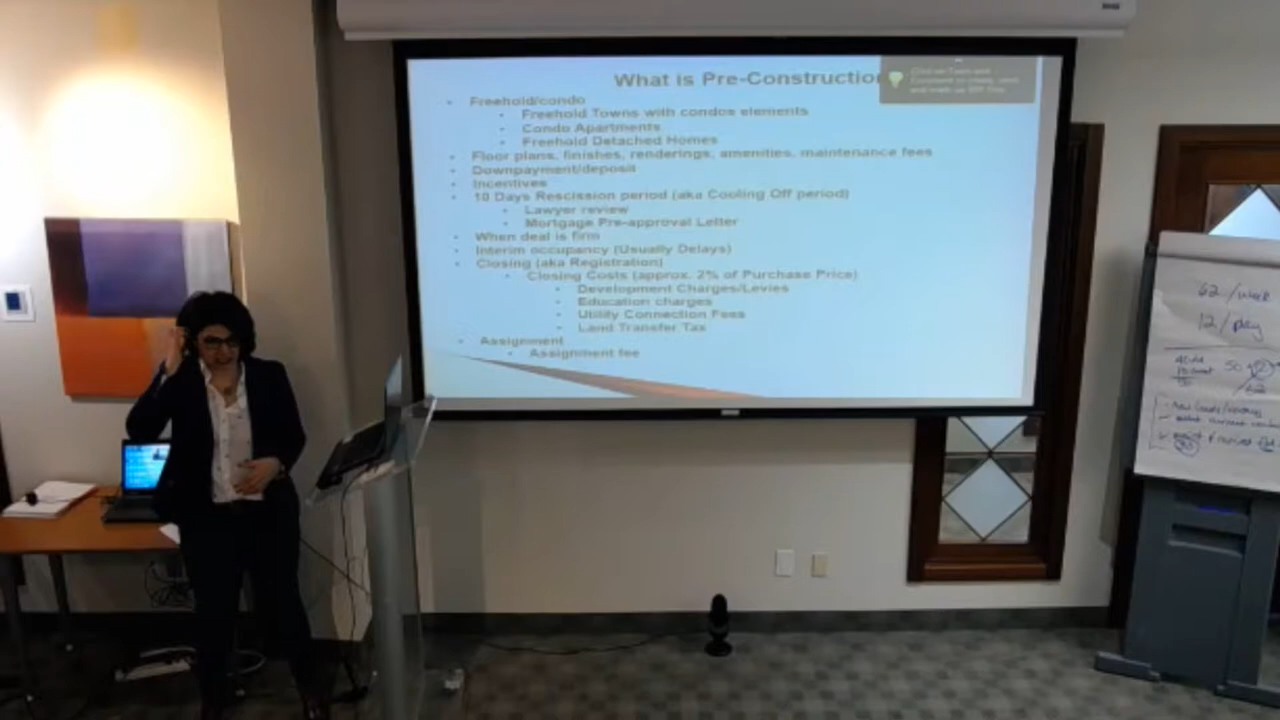 What is Pre-Construction
Freehold/condo
Freehold Towns with condos elements
Condo Apartments
Freehold Detached Homes
Floor plans, finishes, renderings, amenities, maintenance fees
Downpayment/deposit
Incentives
10 Days Rescission period (aka Cooling Off period)
Lawyer review
Mortgage Pre-approval Letter
When deal is firm
Interim occupancy (Usually Delays)
Closing (aka Registration)
Closing Costs (approx. 2% of Purchase Price)
Development Charges/Levies
Education charges
Utility Connection Fees
Land Transfer Tax
Assignment
Assignment fee
62/week
12/day
50
62